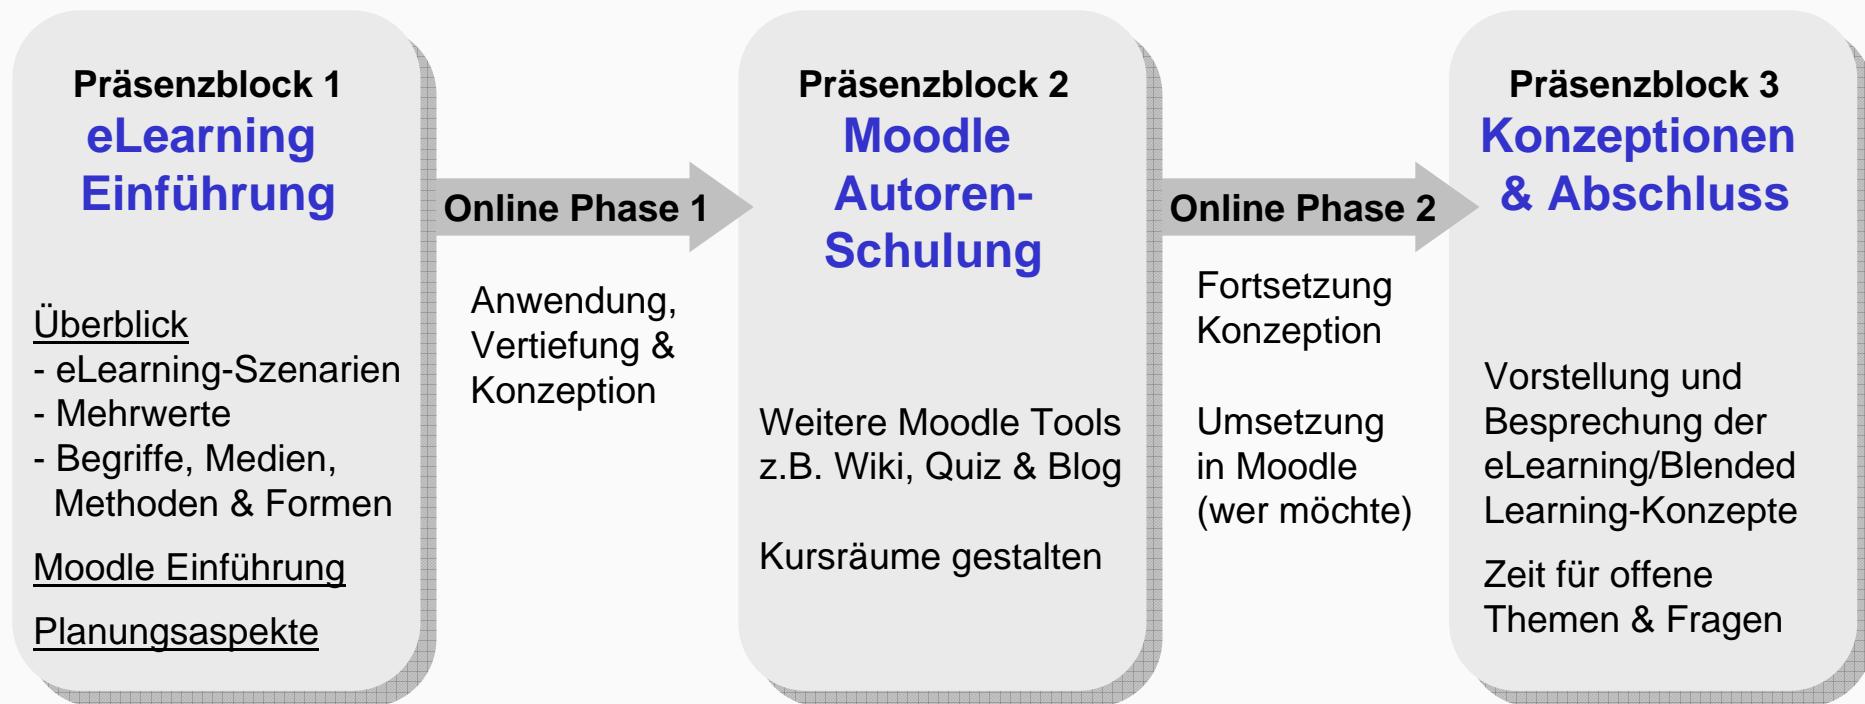 Präsenzblock 1
eLearning
Einführung
Überblick
- eLearning-Szenarien
- Mehrwerte
- Begriffe, Medien,
Methoden & Formen
Moodle Einführung
Planungsaspekte
Online Phase 1
Anwendung,
Vertiefung &
Konzeption
Präsenzblock 2
Moodle
Autoren-
Schulung
Weitere Moodle Tools
z.B. Wiki, Quiz & Blog
Kursräume gestalten
Online Phase 2
Fortsetzung
Konzeption
Umsetzung
in Moodle
(wer möchte)
Präsenzblock 3
Konzeptionen
& Abschluss
Vorstellung und
Besprechung der
eLearning/Blended
Learning-Konzepte
Zeit für offene
Themen & Fragen